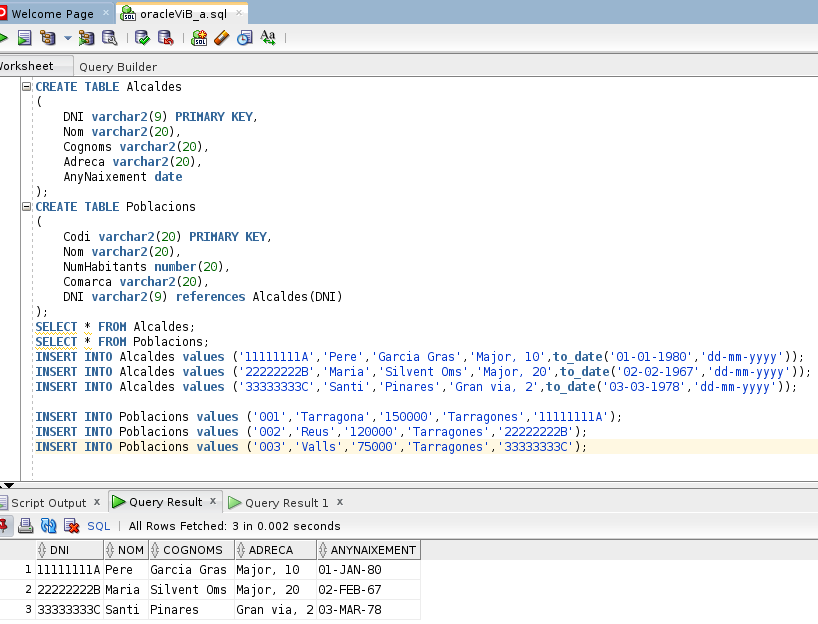 Welcome Page × oracleViB_a.sql ×
Worksheet Query Builder
CREATE TABLE Alcaldes
(
DNI varchar2(9) PRIMARY KEY,
Nom varchar2(20),
Cognoms varchar2(20),
Adreca varchar2(20),
AnyNaixement date
);
CREATE TABLE Poblacions
(
Codi varchar2(20) PRIMARY KEY,
Nom varchar2(20),
NumHabitants number(20),
Comarca varchar2(20),
DNI varchar2(9) references Alcaldes(DNI)
);
SELECT * FROM Alcaldes;
SELECT * FROM Poblacions;
INSERT INTO Alcaldes values ('11111111A','Pere','Garcia Gras','Major, 10',to_date('01-01-1980','dd-mm-yyyy'));
INSERT INTO Alcaldes values ('22222222B','Maria','Silvent Oms','Major, 20',to_date('02-02-1967','dd-mm-yyyy'));
INSERT INTO Alcaldes values ('33333333C','Santi','Pinares','Gran via, 2',to_date('03-03-1978','dd-mm-yyyy'));
INSERT INTO Poblacions values ('001','Tarragona','150000','Tarragones','11111111A');
INSERT INTO Poblacions values ('002','Reus','120000','Tarragones','22222222B');
INSERT INTO Poblacions values ('003','Valls','75000','Tarragones','33333333C');
Script Output × Query Result × Query Result 1 ×
SQL | All Rows Fetched: 3 in 0.002 seconds
DNI NOM COGNOMS ADRECA ANYNAIXEMENT
1 11111111A Pere Garcia Gras Major, 10 01-JAN-80
2 22222222B Maria Silvent Oms Major, 20 02-FEB-67
3 33333333C Santi Pinares Gran via, 2 03-MAR-78